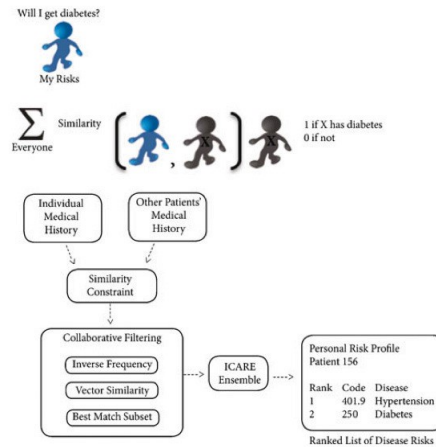 Will I get diabetes?
My Risks
∑ Similarity
Everyone
( , X ) X
1 if X has diabetes
0 if not
Individual
Medical
History
Other Patients'
Medical
History
Similarity
Constraint
Collaborative Filtering
Inverse Frequency
Vector Similarity
Best Match Subset
ICARE
Ensemble
Personal Risk Profile
Patient 156
Rank Code Disease
1 401.9 Hypertension
2 250 Diabetes
Ranked List of Disease Risks